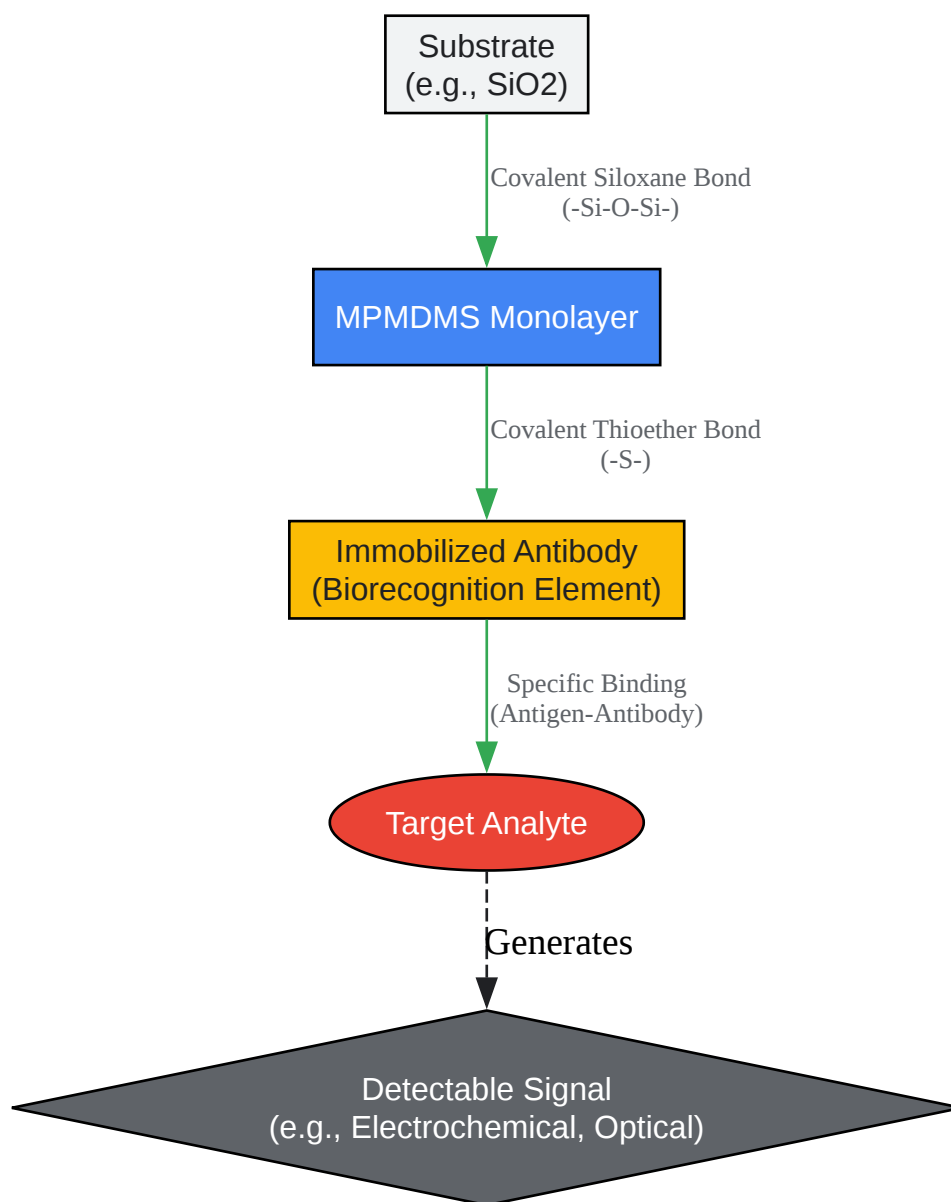 Substrate
(e.g., SiO2)
Covalent Siloxane Bond
(-Si-O-Si-)
MPMDMS Monolayer
Covalent Thioether Bond
(-S-)
Immobilized Antibody
(Biorecognition Element)
Specific Binding
(Antigen-Antibody)
Target Analyte
Generates
Detectable Signal
(e.g., Electrochemical, Optical)